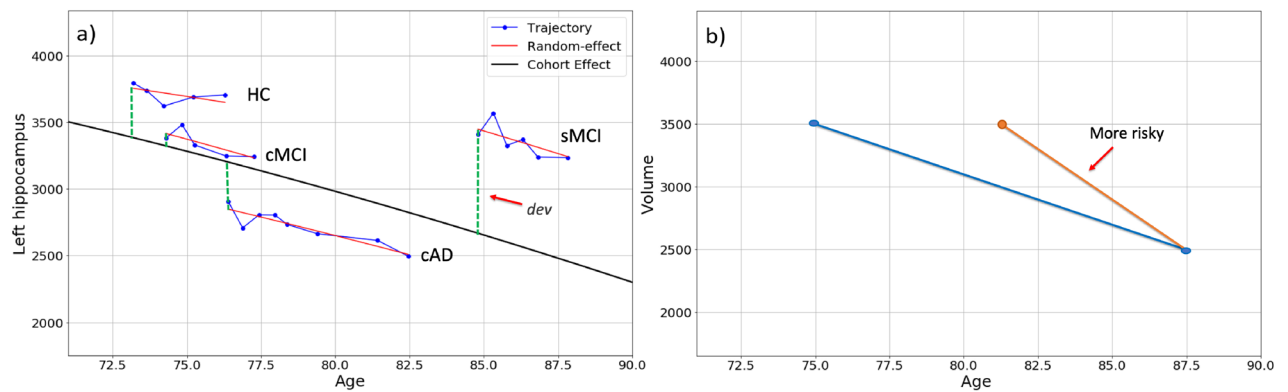 a)
Trajectory
Random-effect
Cohort Effect
HC
cMCI
sMCI
dev
cAD
Left hippocampus
4000
3500
3000
2500
2000
72.5 75.0 77.5 80.0 82.5 85.0 87.5 90.0
Age
b)
More risky
Volume
4000
3500
3000
2500
2000
72.5 75.0 77.5 80.0 82.5 85.0 87.5 90.0
Age